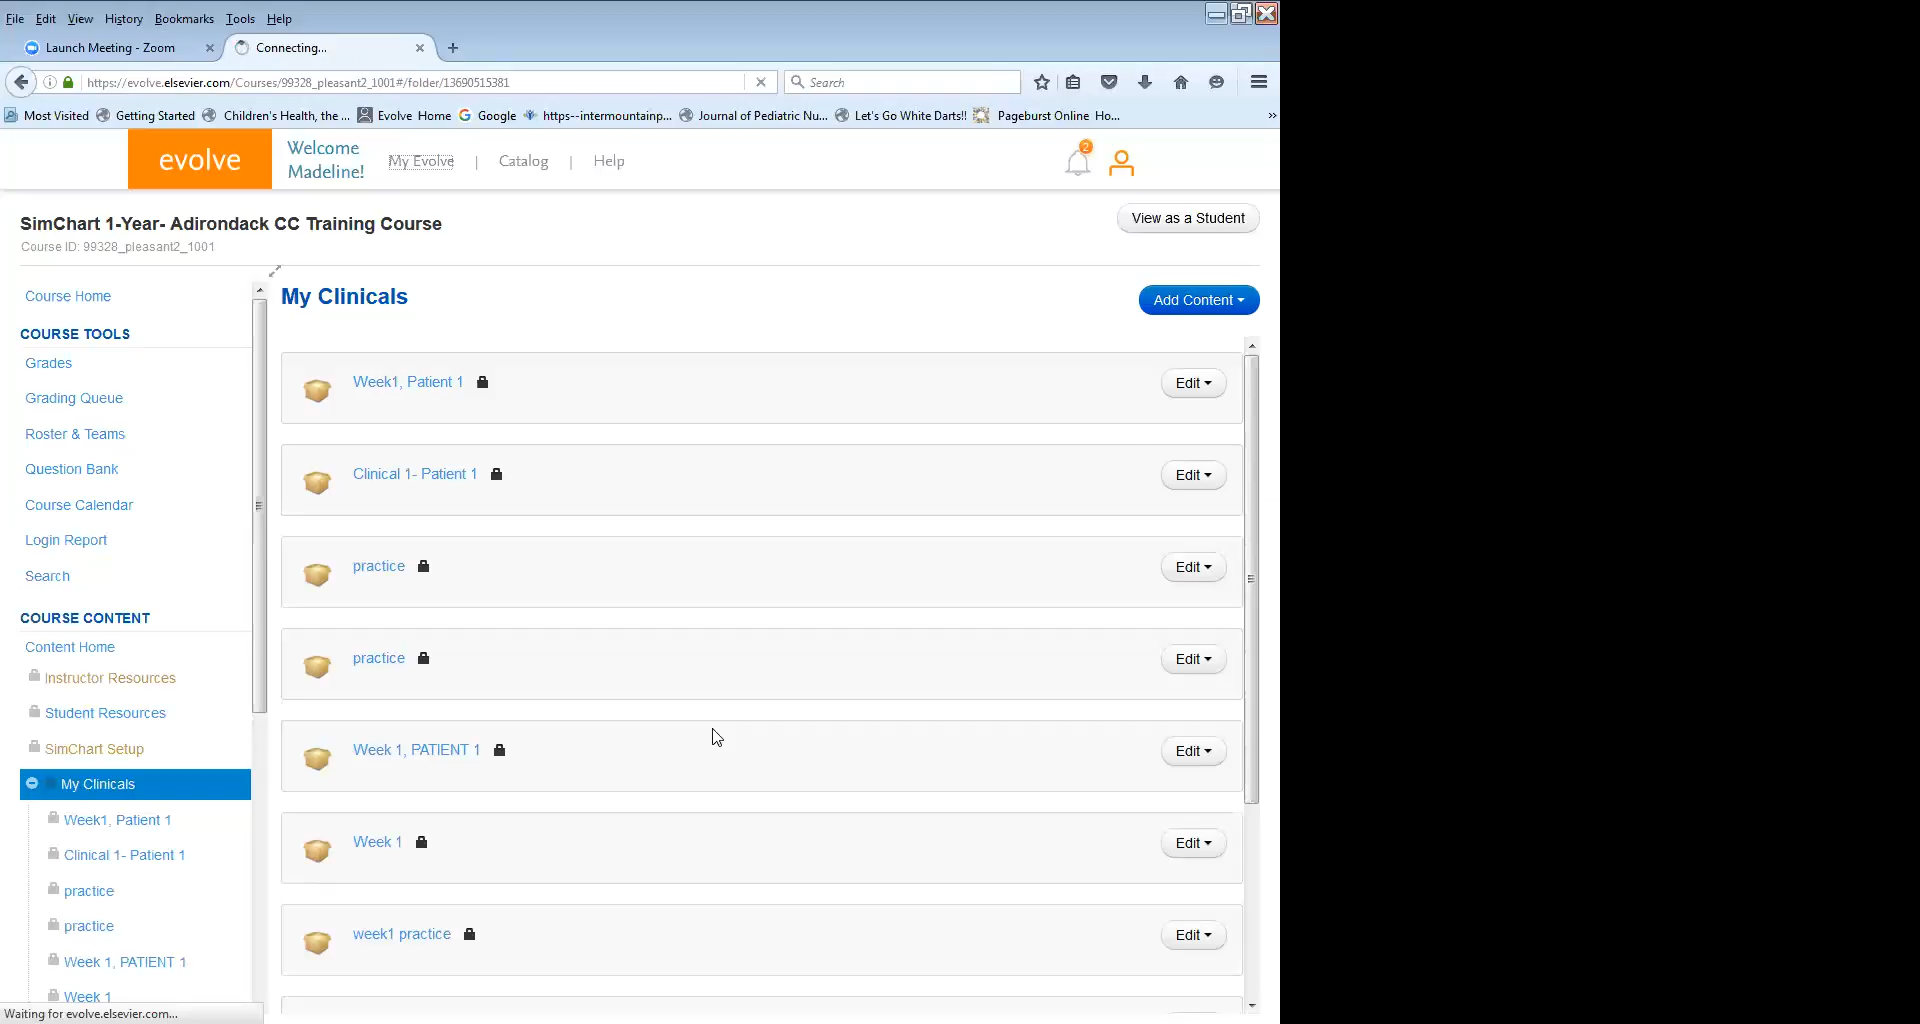 File Edit View History Bookmarks Tools Help
Launch Meeting - Zoom
Connecting...
https://evolve.elsevier.com/Courses/99328_pleasant2_1001#/folder/13690515381
Search
Most Visited Getting Started Children's Health, the ... Evolve Home Google https--intermountainp... Journal of Pediatric Nu... Let's Go White Darts!! Pageburst Online Ho... »
evolve
Welcome
Madeline!
My Evolve | Catalog | Help
2
SimChart 1-Year- Adirondack CC Training Course
Course ID: 99328_pleasant2_1001
View as a Student
Course Home
COURSE TOOLS
Grades
Grading Queue
Roster & Teams
Question Bank
Course Calendar
Login Report
Search
COURSE CONTENT
Content Home
Instructor Resources
Student Resources
SimChart Setup
My Clinicals
Week1, Patient 1
Clinical 1- Patient 1
practice
practice
Week 1, PATIENT 1
Week 1
My Clinicals
Add Content
Week1, Patient 1 Edit
Clinical 1- Patient 1 Edit
practice Edit
practice Edit
Week 1, PATIENT 1 Edit
Week 1 Edit
week1 practice Edit
Waiting for evolve.elsevier.com...